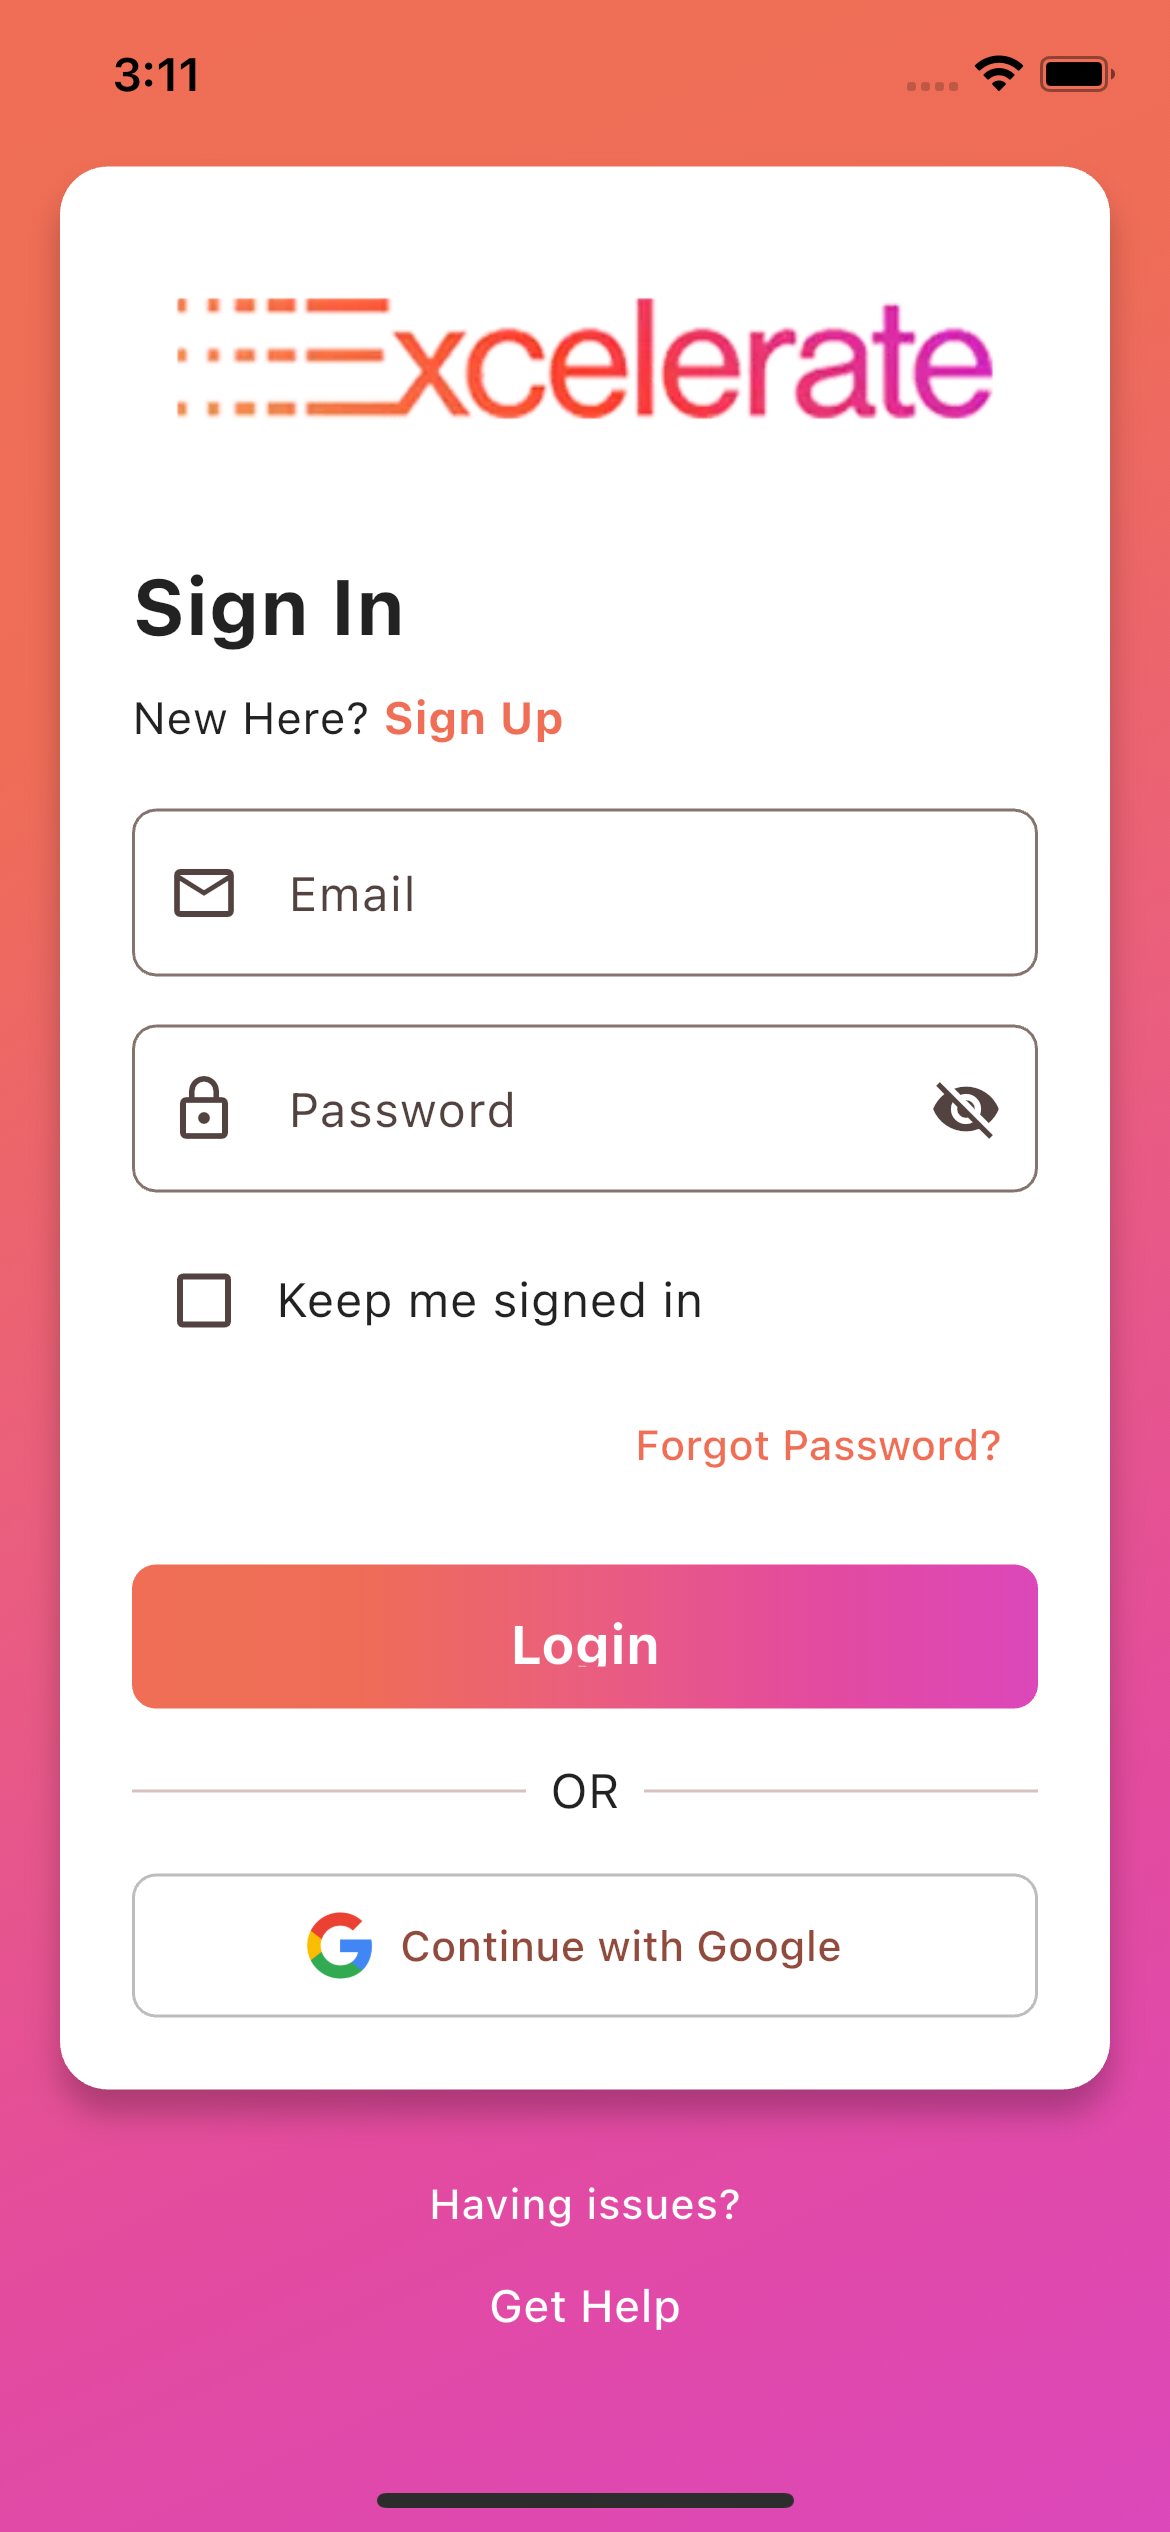 3:11
Excelerate
Sign In
New Here? Sign Up
Email
Password
Keep me signed in
Forgot Password?
Login
OR
Continue with Google
Having issues?
Get Help